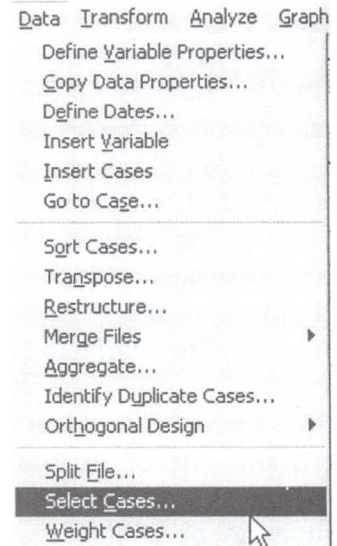 Data Transform Analyze Graph
Define Variable Properties...
Copy Data Properties...
Define Dates...
Insert Variable
Insert Cases
Go to Case...
Sort Cases...
Transpose...
Restructure...
Merge Files
Aggregate...
Identify Duplicate Cases...
Orthogonal Design
Split File...
Select Cases...
Weight Cases...